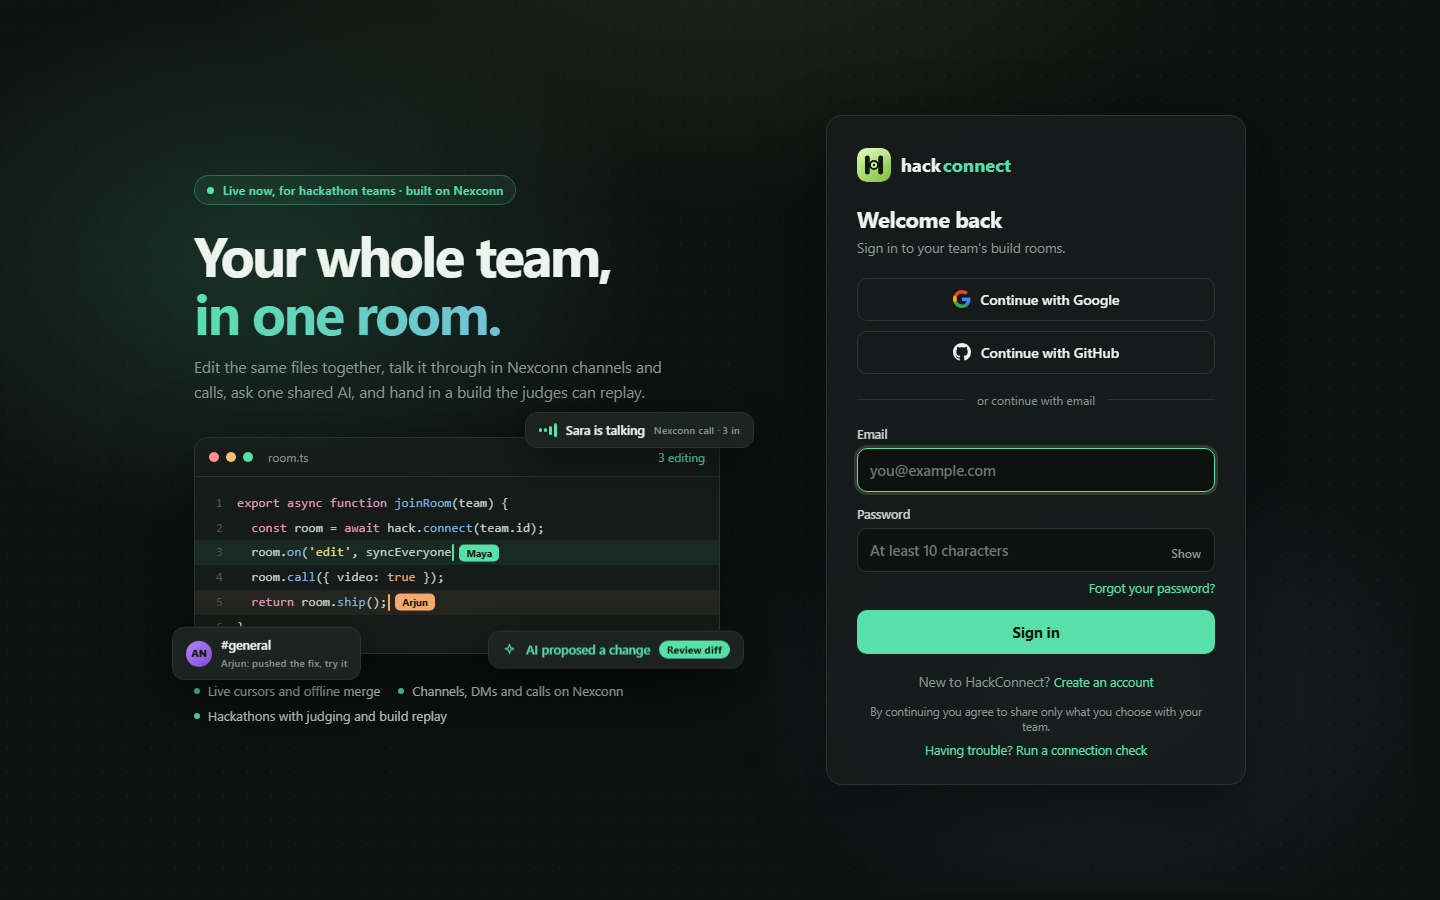 Live now, for hackathon teams · built on Nexconn
Your whole team,
in one room.
Edit the same files together, talk it through in Nexconn channels and
calls, ask one shared AI, and hand in a build the judges can replay.
Sara is talking Nexconn call · 3 in
room.ts 3 editing
1 export async function joinRoom(team) {
2 const room = await hack.connect(team.id);
3 room.on('edit', syncEveryone Maya
4 room.call({ video: true });
5 return room.ship(); Arjun
6 }
AN #general
Arjun: pushed the fix, try it
AI proposed a change Review diff
Live cursors and offline merge Channels, DMs and calls on Nexconn
Hackathons with judging and build replay
hackconnect
Welcome back
Sign in to your team's build rooms.
Continue with Google
Continue with GitHub
or continue with email
Email
you@example.com
Password
At least 10 characters Show
Forgot your password?
Sign in
New to HackConnect? Create an account
By continuing you agree to share only what you choose with your
team.
Having trouble? Run a connection check